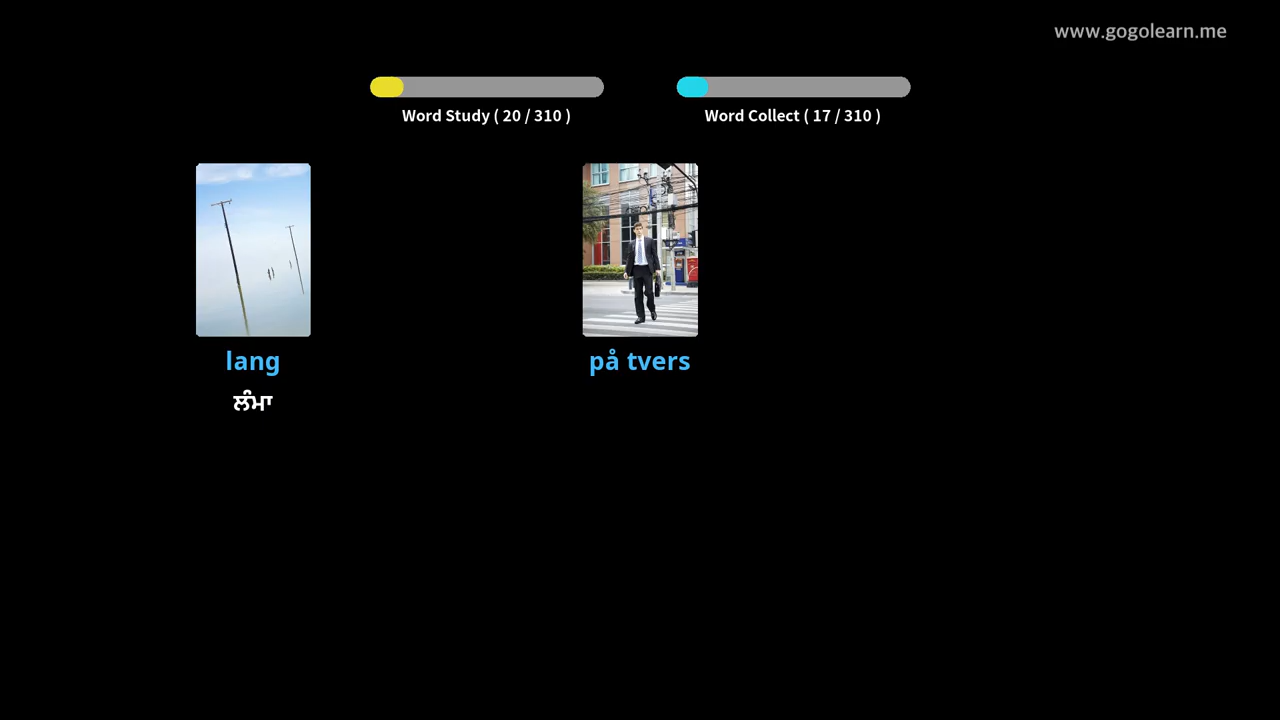 www.gogolearn.me
Word Study ( 20 / 310 )
Word Collect ( 17 / 310 )
lang
på tvers
ਲੰਮਾ